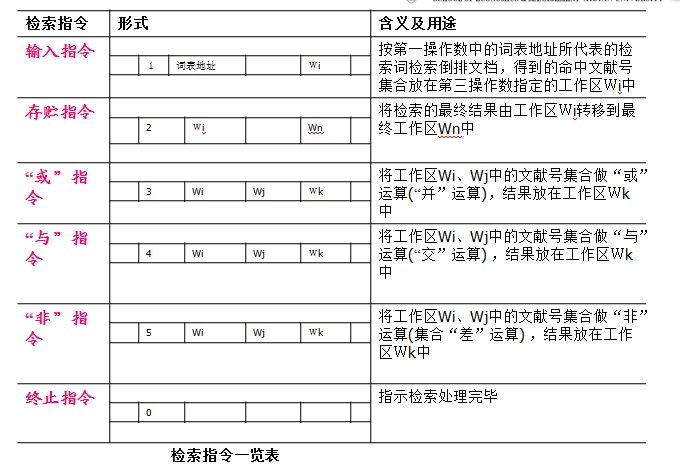 检索指令 形式 含义及用途
输入指令
1 词表地址 Wi
按第一操作数中的词表地址所代表的检
索词检索倒排文档，得到的命中文献号
集合放在第三操作数指定的工作区Wi中
存贮指令
2 Wi Wn
将检索的最终结果由工作区Wi转移到最
终工作区Wn中
“或”指
令
3 Wi Wj Wk
将工作区Wi、Wj中的文献号集合做“或”
运算(“并”运算)，结果放在工作区Wk
中
“与”指
令
4 Wi Wj Wk
将工作区Wi、Wj中的文献号集合做“与”
运算(“交”运算)，结果放在工作区Wk
中
“非”指
令
5 Wi Wj Wk
将工作区Wi、Wj中的文献号集合做“非”
运算(集合“差”运算)，结果放在工作
区Wk中
终止指令
0
指示检索处理完毕
检索指令一览表